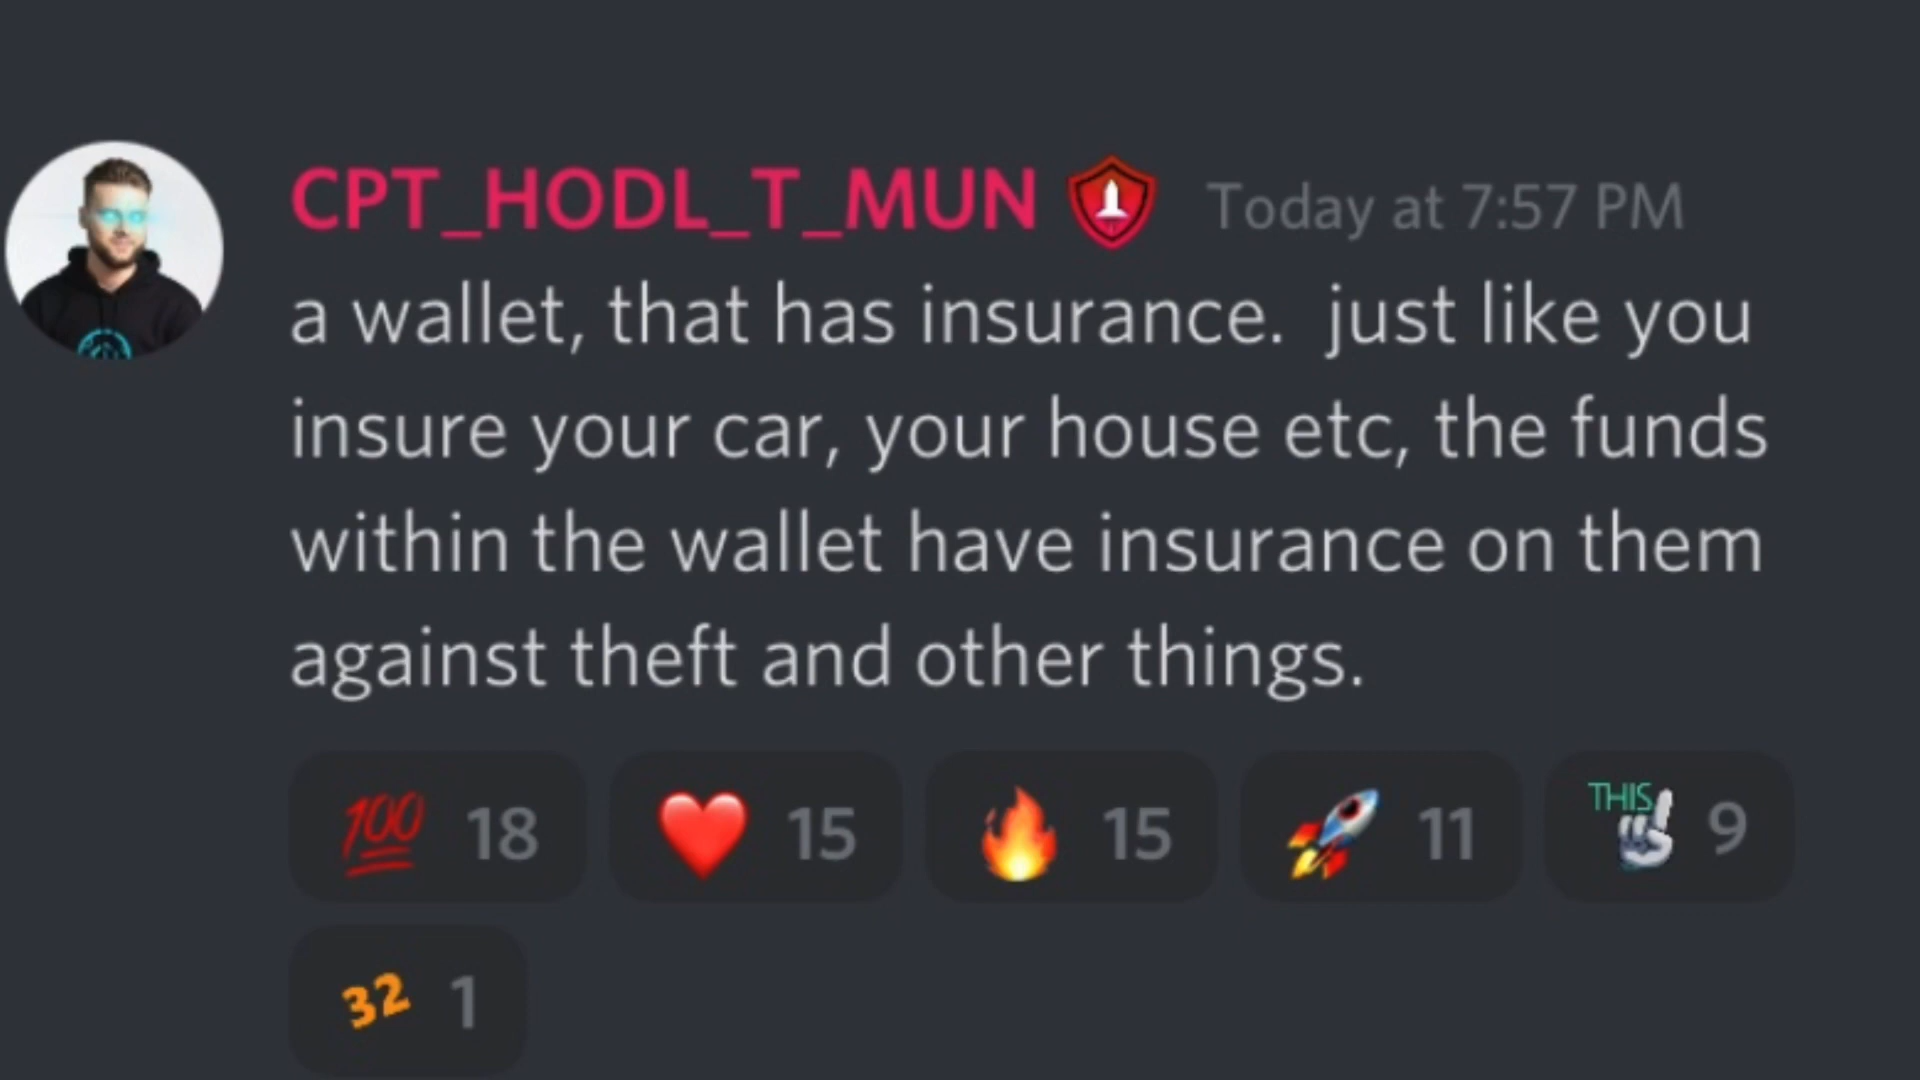 CPT_HODL_T_MUN Today at 7:57 PM
a wallet, that has insurance.  just like you
insure your car, your house etc, the funds
within the wallet have insurance on them
against theft and other things.
100 18 15 15 11 THIS 9
32 1